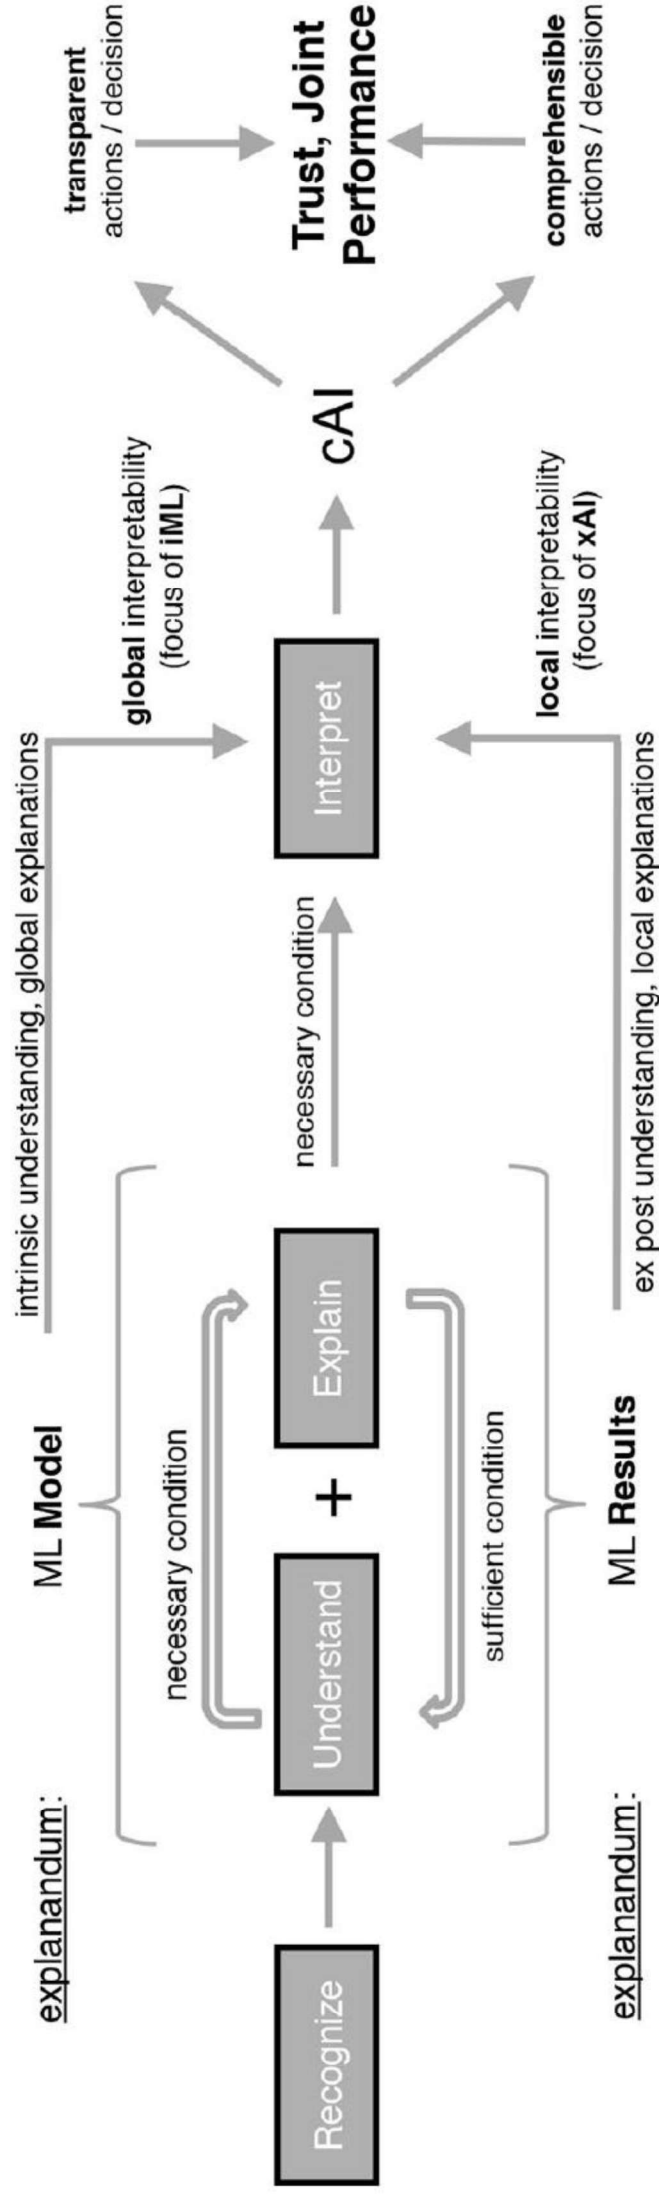 explanandum:
ML Model
intrinsic understanding, global explanations
global interpretability
(focus of iML)
transparent
actions / decision
necessary condition
Recognize
Understand
+
Explain
necessary condition
Interpret
cAI
Trust, Joint
Performance
sufficient condition
explanandum:
ML Results
ex post understanding, local explanations
local interpretability
(focus of xAI)
comprehensible
actions / decision